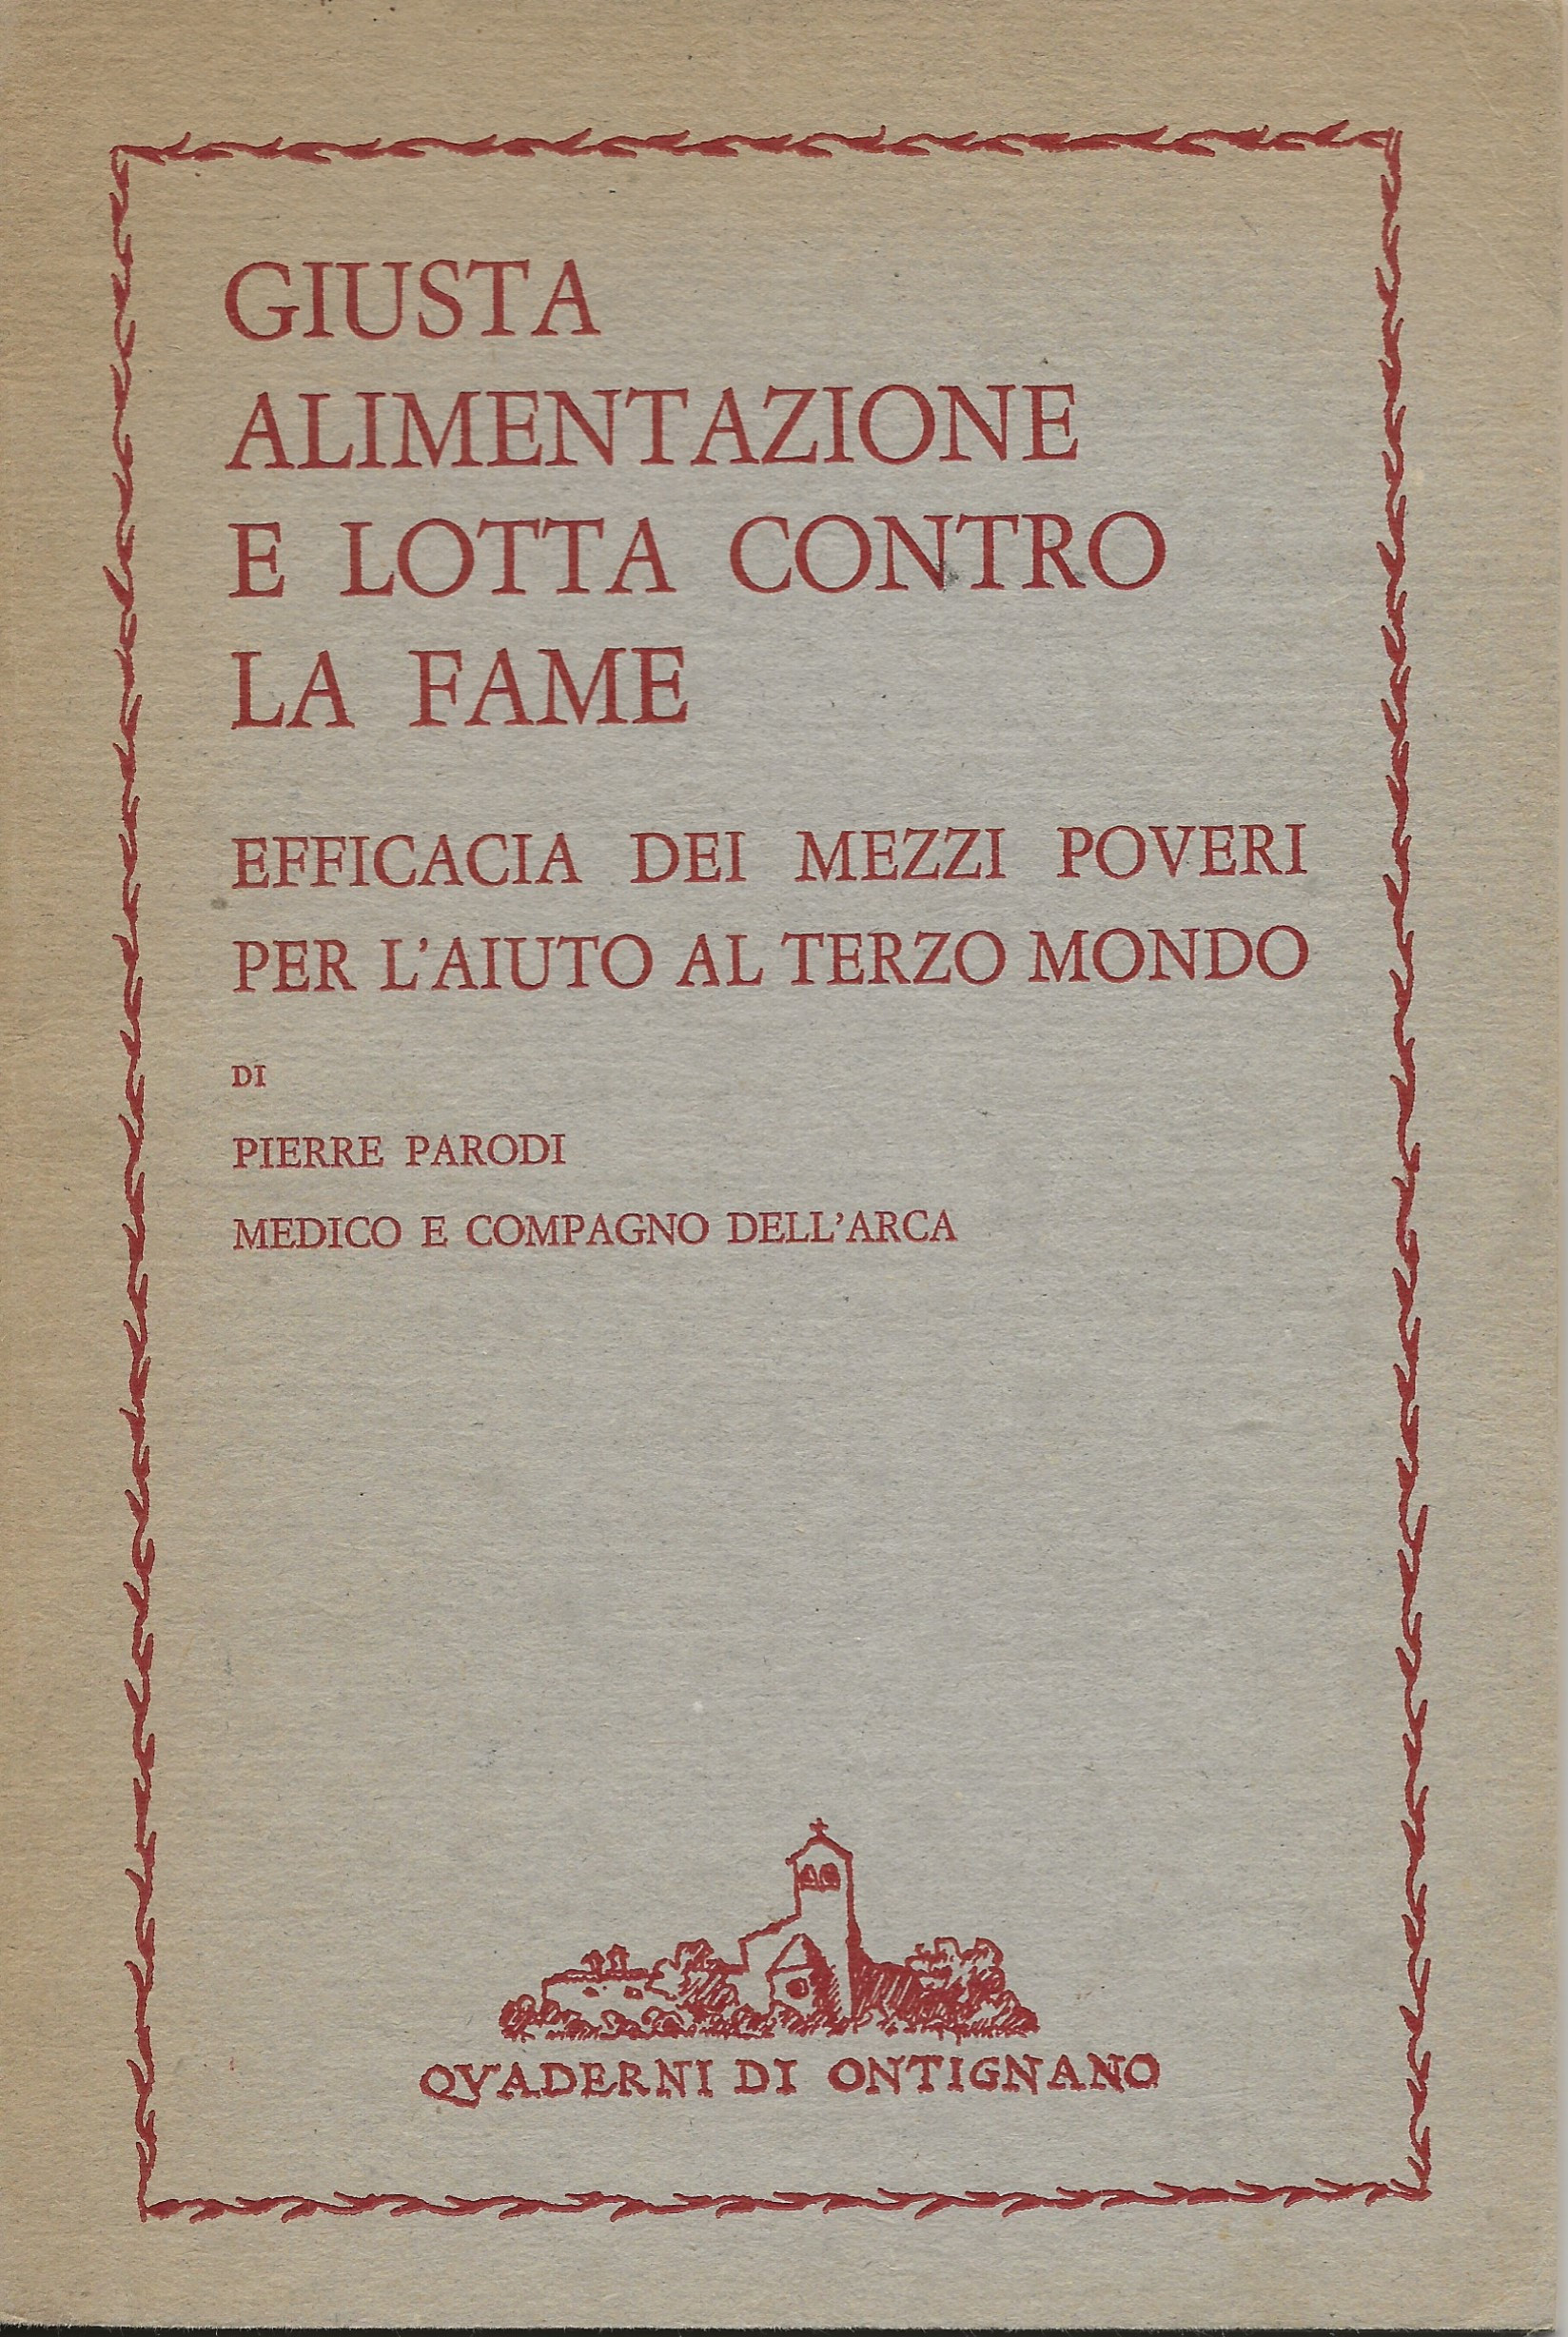 GIUSTA
ALIMENTAZIONE
E LOTTA CONTRO
LA FAME
EFFICACIA DEI MEZZI POVERI
PER L'AIUTO AL TERZO MONDO
DI
PIERRE PARODI
MEDICO E COMPAGNO DELL'ARCA
QVADERNI DI ONTIGNANO